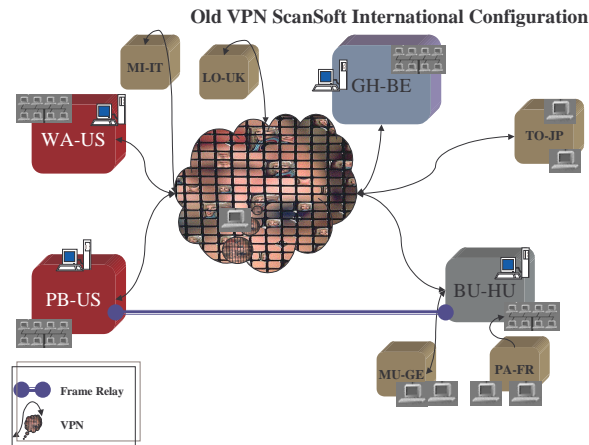 Old VPN ScanSoft International Configuration
MI-IT
LO-UK
GH-BE
WA-US
TO-JP
PB-US
BU-HU
MU-GE
PA-FR
Frame Relay
VPN